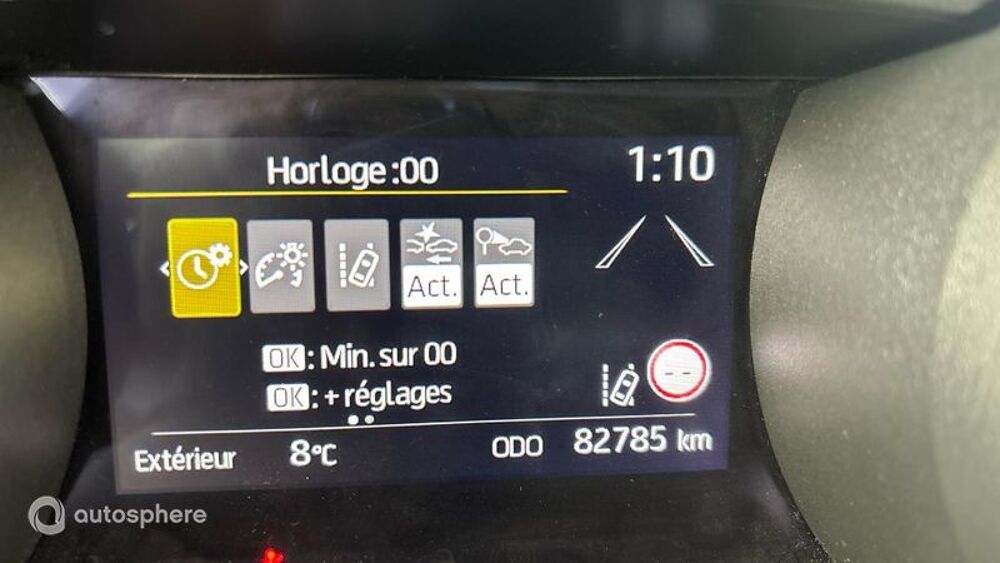 Horloge :00
1:10
Act.
Act.
OK : Min. sur 00
OK : + réglages
--
Extérieur 8°C ODO 82785 km
autosphere